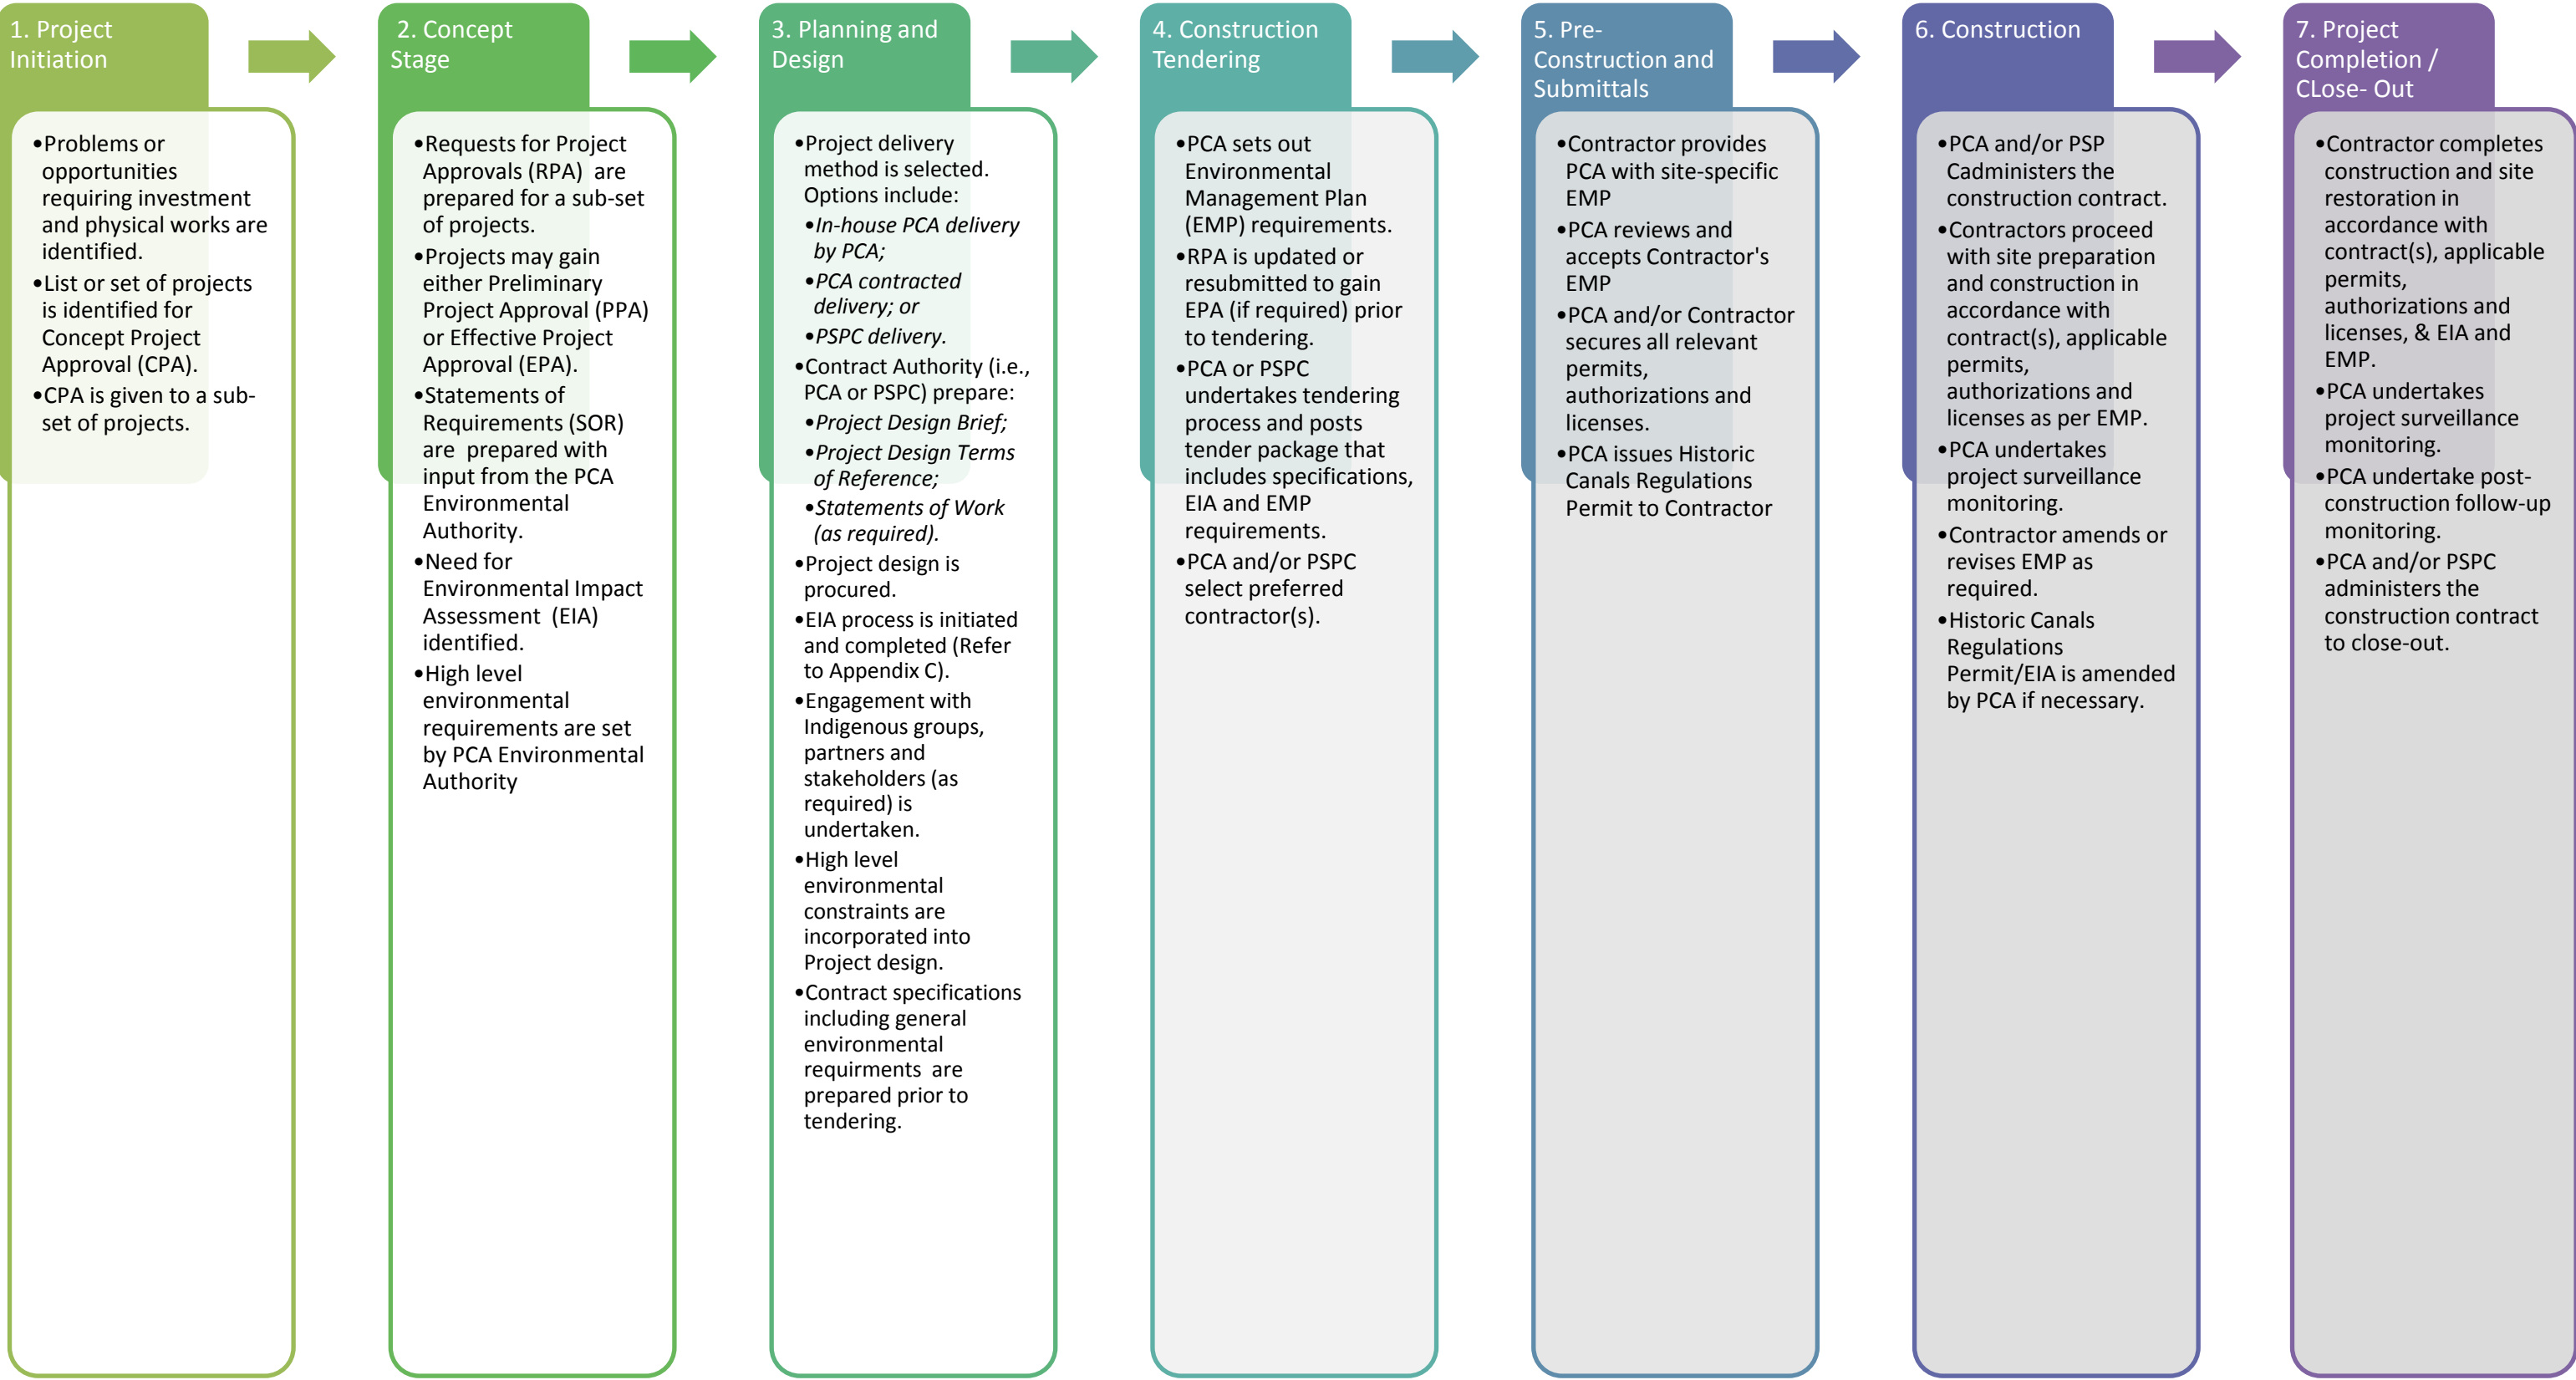 1. Project
Initiation
•Problems or
opportunities
requiring investment
and physical works are
identified.
•List or set of projects
is identified for
Concept Project
Approval (CPA).
•CPA is given to a sub-
set of projects.
2. Concept
Stage
•Requests for Project
Approvals (RPA) are
prepared for a sub-set
of projects.
•Projects may gain
either Preliminary
Project Approval (PPA)
or Effective Project
Approval (EPA).
•Statements of
Requirements (SOR)
are prepared with
input from the PCA
Environmental
Authority.
•Need for
Environmental Impact
Assessment (EIA)
identified.
•High level
environmental
requirements are set
by PCA Environmental
Authority
3. Planning and
Design
•Project delivery
method is selected.
Options include:
•In-house PCA delivery
by PCA;
•PCA contracted
delivery; or
•PSPC delivery.
•Contract Authority (i.e.,
PCA or PSPC) prepare:
•Project Design Brief;
•Project Design Terms
of Reference;
•Statements of Work
(as required).
•Project design is
procured.
•EIA process is initiated
and completed (Refer
to Appendix C).
•Engagement with
Indigenous groups,
partners and
stakeholders (as
required) is
undertaken.
•High level
environmental
constraints are
incorporated into
Project design.
•Contract specifications
including general
environmental
requirments are
prepared prior to
tendering.
4. Construction
Tendering
•PCA sets out
Environmental
Management Plan
(EMP) requirements.
•RPA is updated or
resubmitted to gain
EPA (if required) prior
to tendering.
•PCA or PSPC
undertakes tendering
process and posts
tender package that
includes specifications,
EIA and EMP
requirements.
•PCA and/or PSPC
select preferred
contractor(s).
5. Pre-
Construction and
Submittals
•Contractor provides
PCA with site-specific
EMP
•PCA reviews and
accepts Contractor's
EMP
•PCA and/or Contractor
secures all relevant
permits,
authorizations and
licenses.
•PCA issues Historic
Canals Regulations
Permit to Contractor
6. Construction
•PCA and/or PSP
Cadministers the
construction contract.
•Contractors proceed
with site preparation
and construction in
accordance with
contract(s), applicable
permits,
authorizations and
licenses as per EMP.
•PCA undertakes
project surveillance
monitoring.
•Contractor amends or
revises EMP as
required.
•Historic Canals
Regulations
Permit/EIA is amended
by PCA if necessary.
7. Project
Completion /
CLose- Out
•Contractor completes
construction and site
restoration in
accordance with
contract(s), applicable
permits,
authorizations and
licenses, & EIA and
EMP.
•PCA undertakes
project surveillance
monitoring.
•PCA undertake post-
construction follow-up
monitoring.
•PCA and/or PSPC
administers the
construction contract
to close-out.